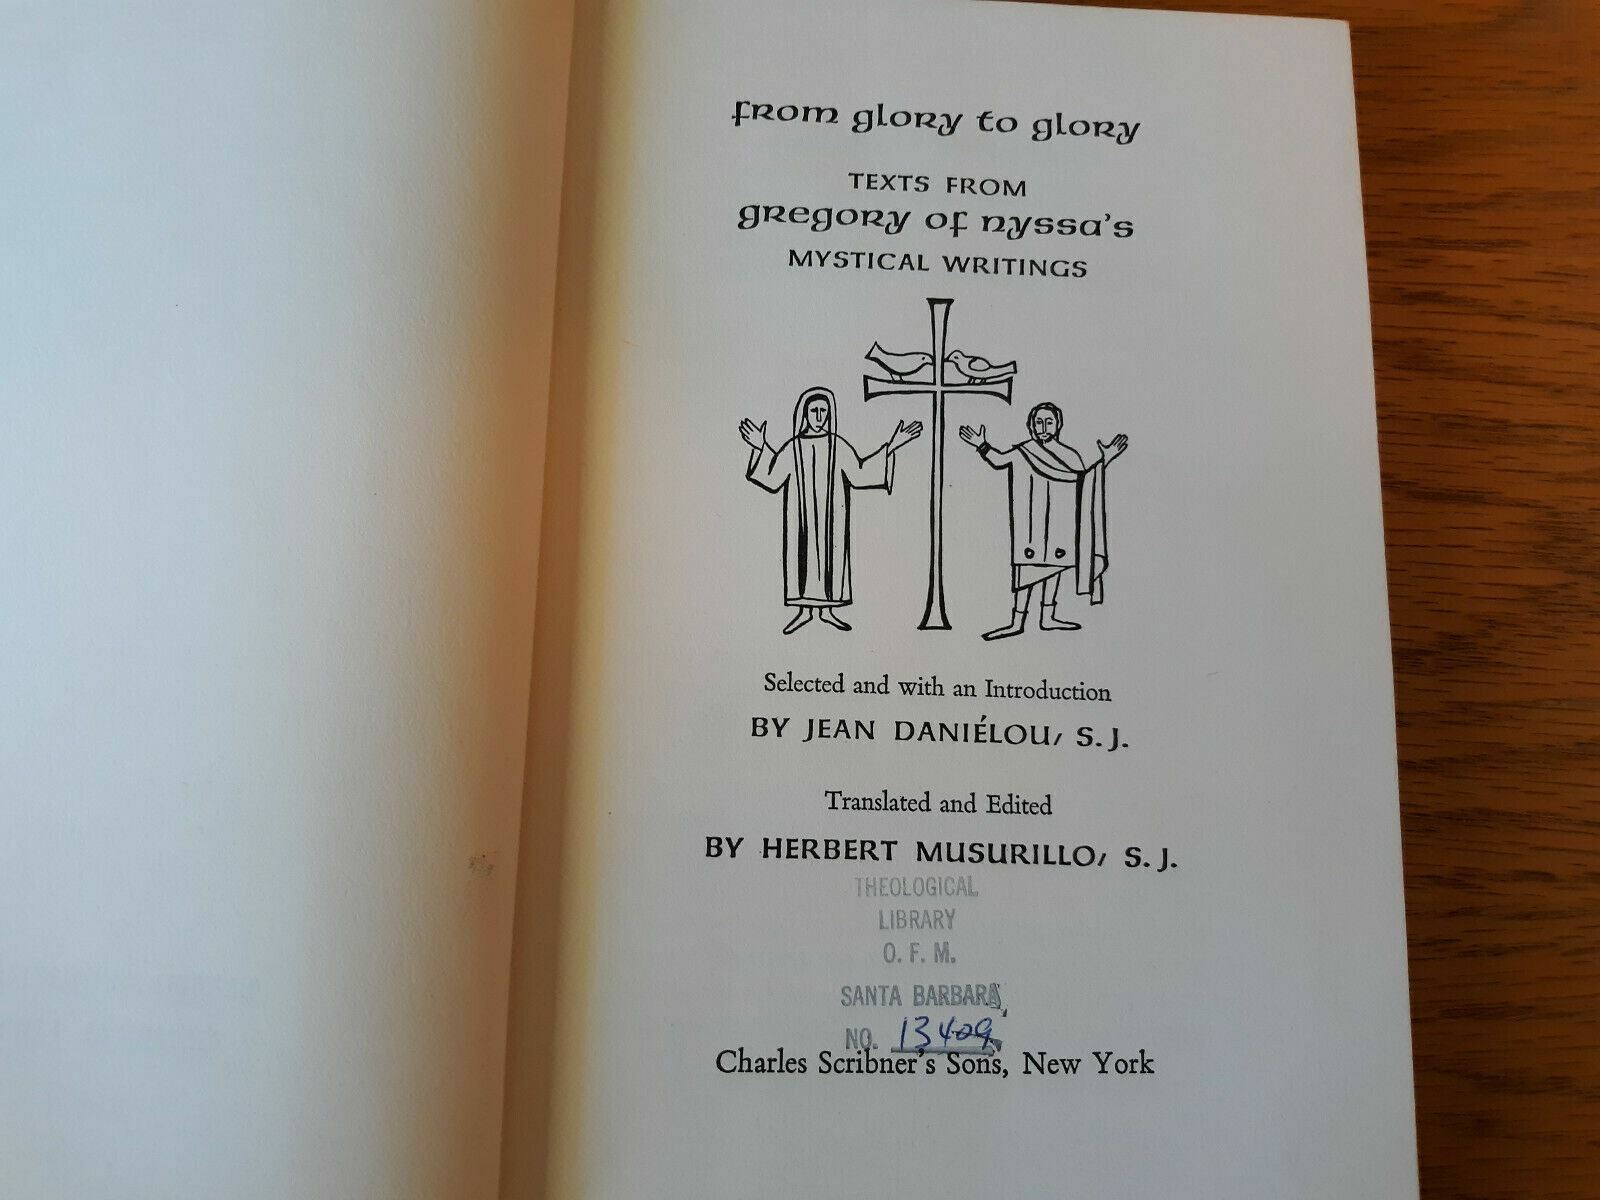 from glory to glory
TEXTS FROM
gregory of nyssa's
MYSTICAL WRITINGS
Selected and with an Introduction
BY JEAN DANIÉLOU, S.J.
Translated and Edited
BY HERBERT MUSURILLO, S.J.
THEOLOGICAL
LIBRARY
O. F. M.
SANTA BARBARA
NO. 13409
Charles Scribner's Sons, New York